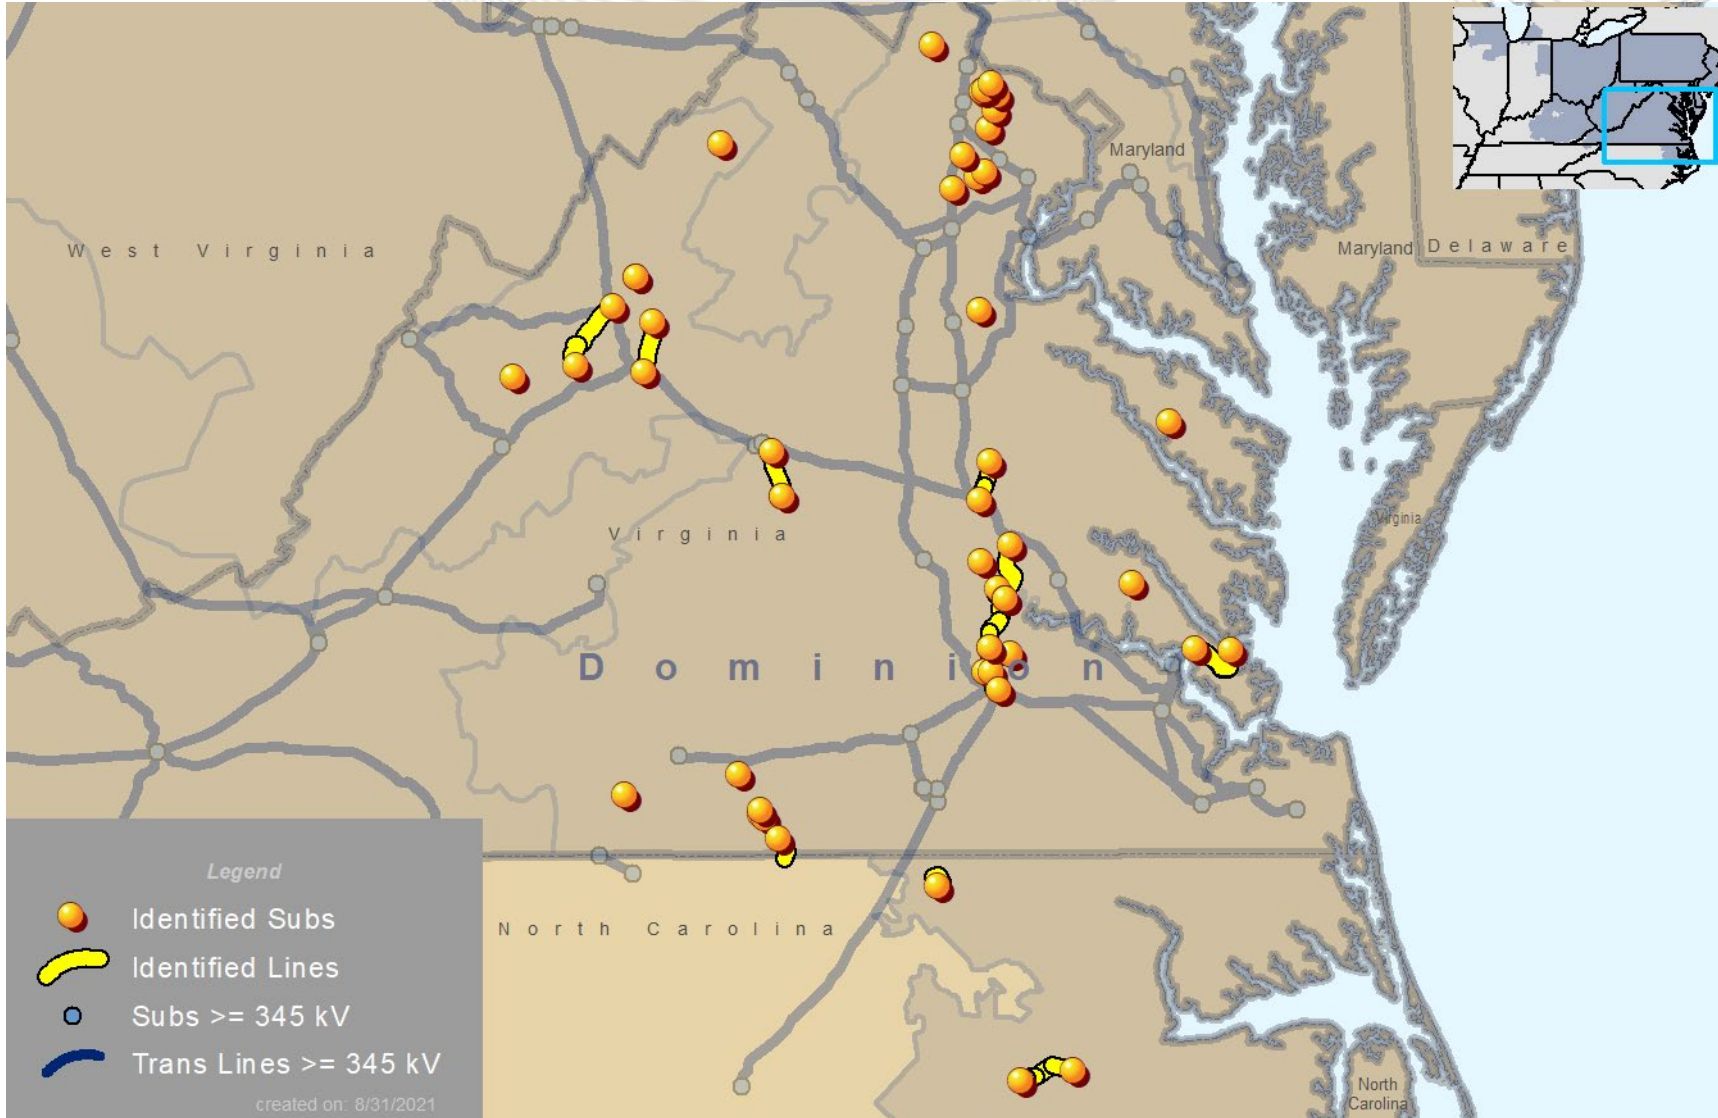 Maryland
West Virginia
Maryland
Delaware
Virginia
Virginia
Dominion
North Carolina
North
Carolina
Legend
Identified Subs
Identified Lines
Subs >= 345 kV
Trans Lines >= 345 kV
created on: 8/31/2021